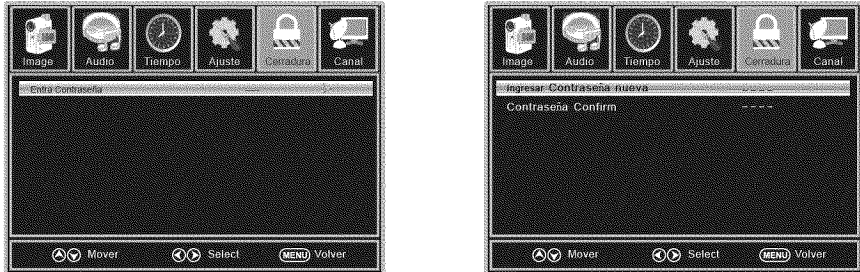 Image Audio Tiempo Ajuste Cerradura Canal
Entra Contraseña ---
Mover Select MENU Volver
Image Audio Tiempo Ajuste Cerradura Canal
Ingresar Contraseña nueva ----
Contraseña Confirm ----
Mover Select MENU Volver